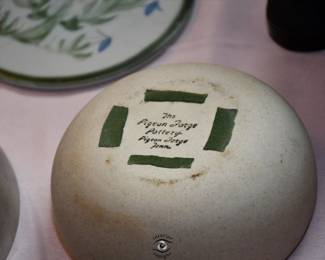 The
Pigeon Forge
Pottery
Pigeon Forge
Tenn.